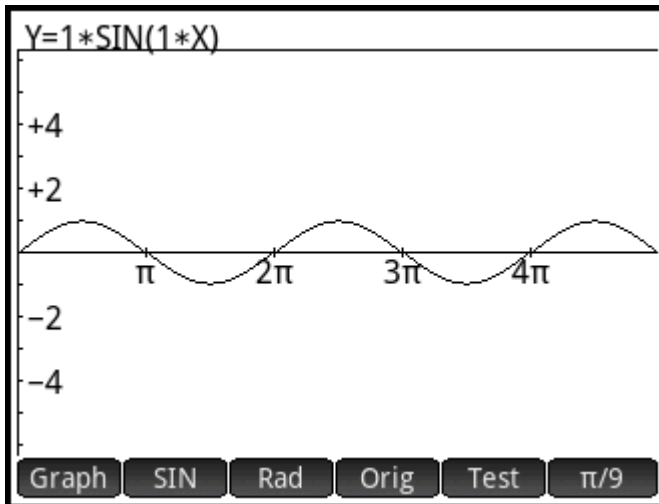 Y=1*SIN(1*X)
+4
+2
π 2π 3π 4π
−2
−4
Graph SIN Rad Orig Test π/9